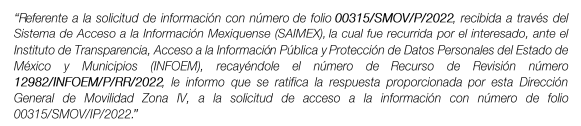 “Referente a la solicitud de información con número de folio 00315/SMOV/P/2022, recibida a través del
Sistema de Acceso a la Información Mexiquense (SAIMEX), la cual fue recurrida por el interesado, ante el
Instituto de Transparencia, Acceso a la Información Pública y Protección de Datos Personales del Estado de
México y Municipios (INFOEM), recayéndole el número de Recurso de Revisión número
12982/INFOEM/P/RR/2022, le informo que se ratifica la respuesta proporcionada por esta Dirección
General de Movilidad Zona IV, a la solicitud de acceso a la información con número de folio
00315/SMOV/IP/2022.”